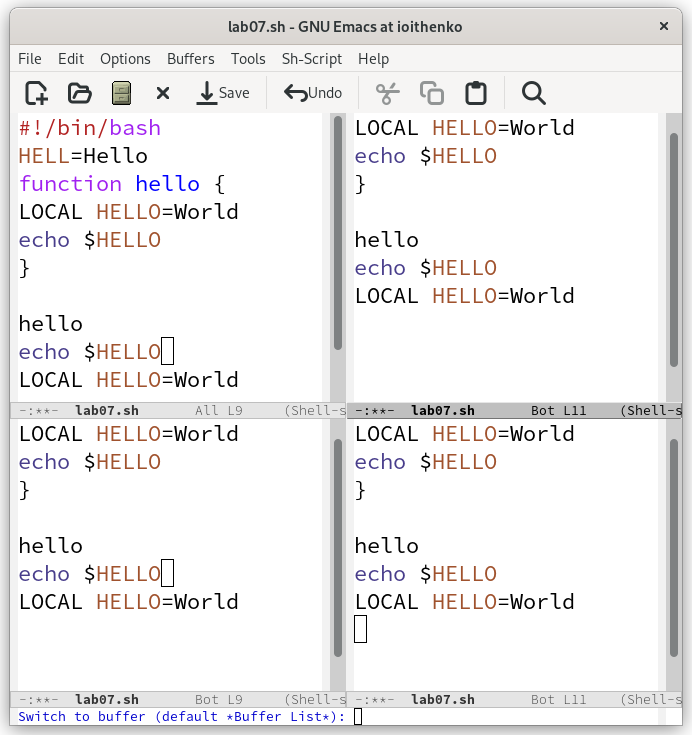 lab07.sh - GNU Emacs at ioithenko
File Edit Options Buffers Tools Sh-Script Help
Save Undo
#!/bin/bash
HELL=Hello
function hello {
LOCAL HELLO=World
echo $HELLO
}
hello
echo $HELLO
LOCAL HELLO=World
-:**- lab07.sh All L9 (Shell-s
LOCAL HELLO=World
echo $HELLO
}
hello
echo $HELLO
LOCAL HELLO=World
-:**- lab07.sh Bot L11 (Shell-s
LOCAL HELLO=World
echo $HELLO
}
hello
echo $HELLO
LOCAL HELLO=World
-:**- lab07.sh Bot L9 (Shell-s
LOCAL HELLO=World
echo $HELLO
}
hello
echo $HELLO
LOCAL HELLO=World
-:**- lab07.sh Bot L11 (Shell-s
Switch to buffer (default *Buffer List*):